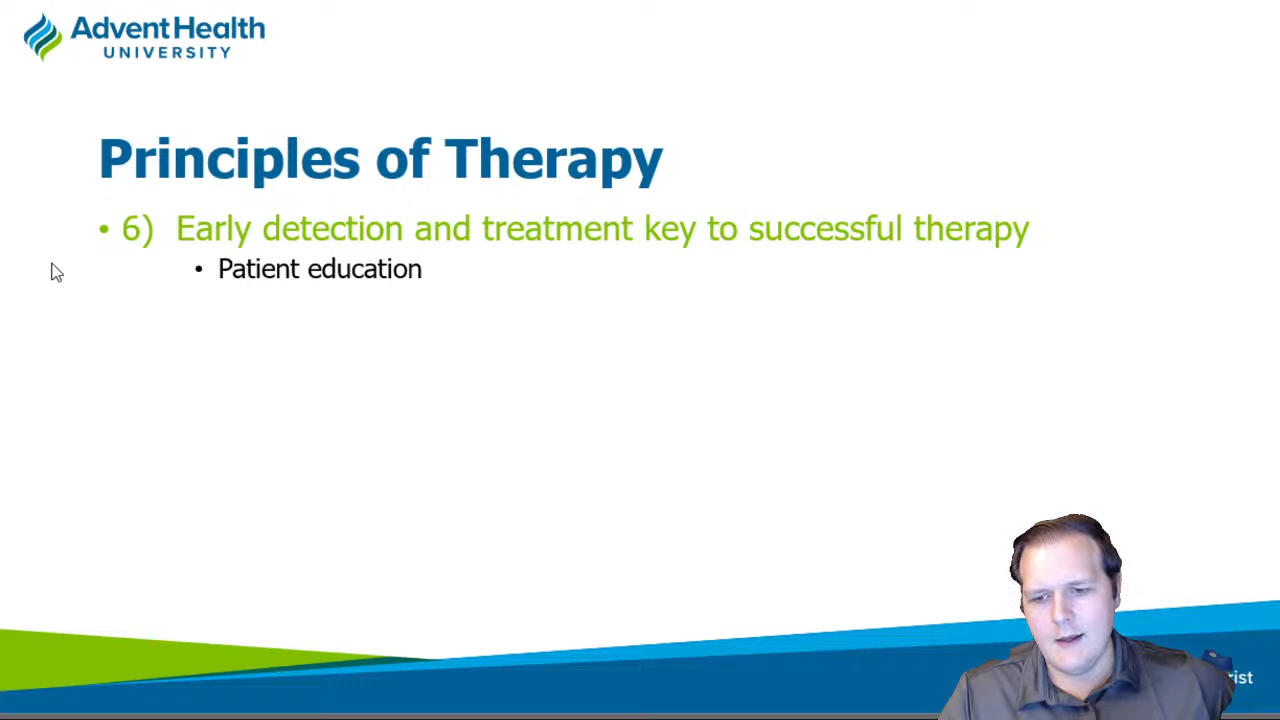 AdventHealth
UNIVERSITY
Principles of Therapy
• 6) Early detection and treatment key to successful therapy
• Patient education